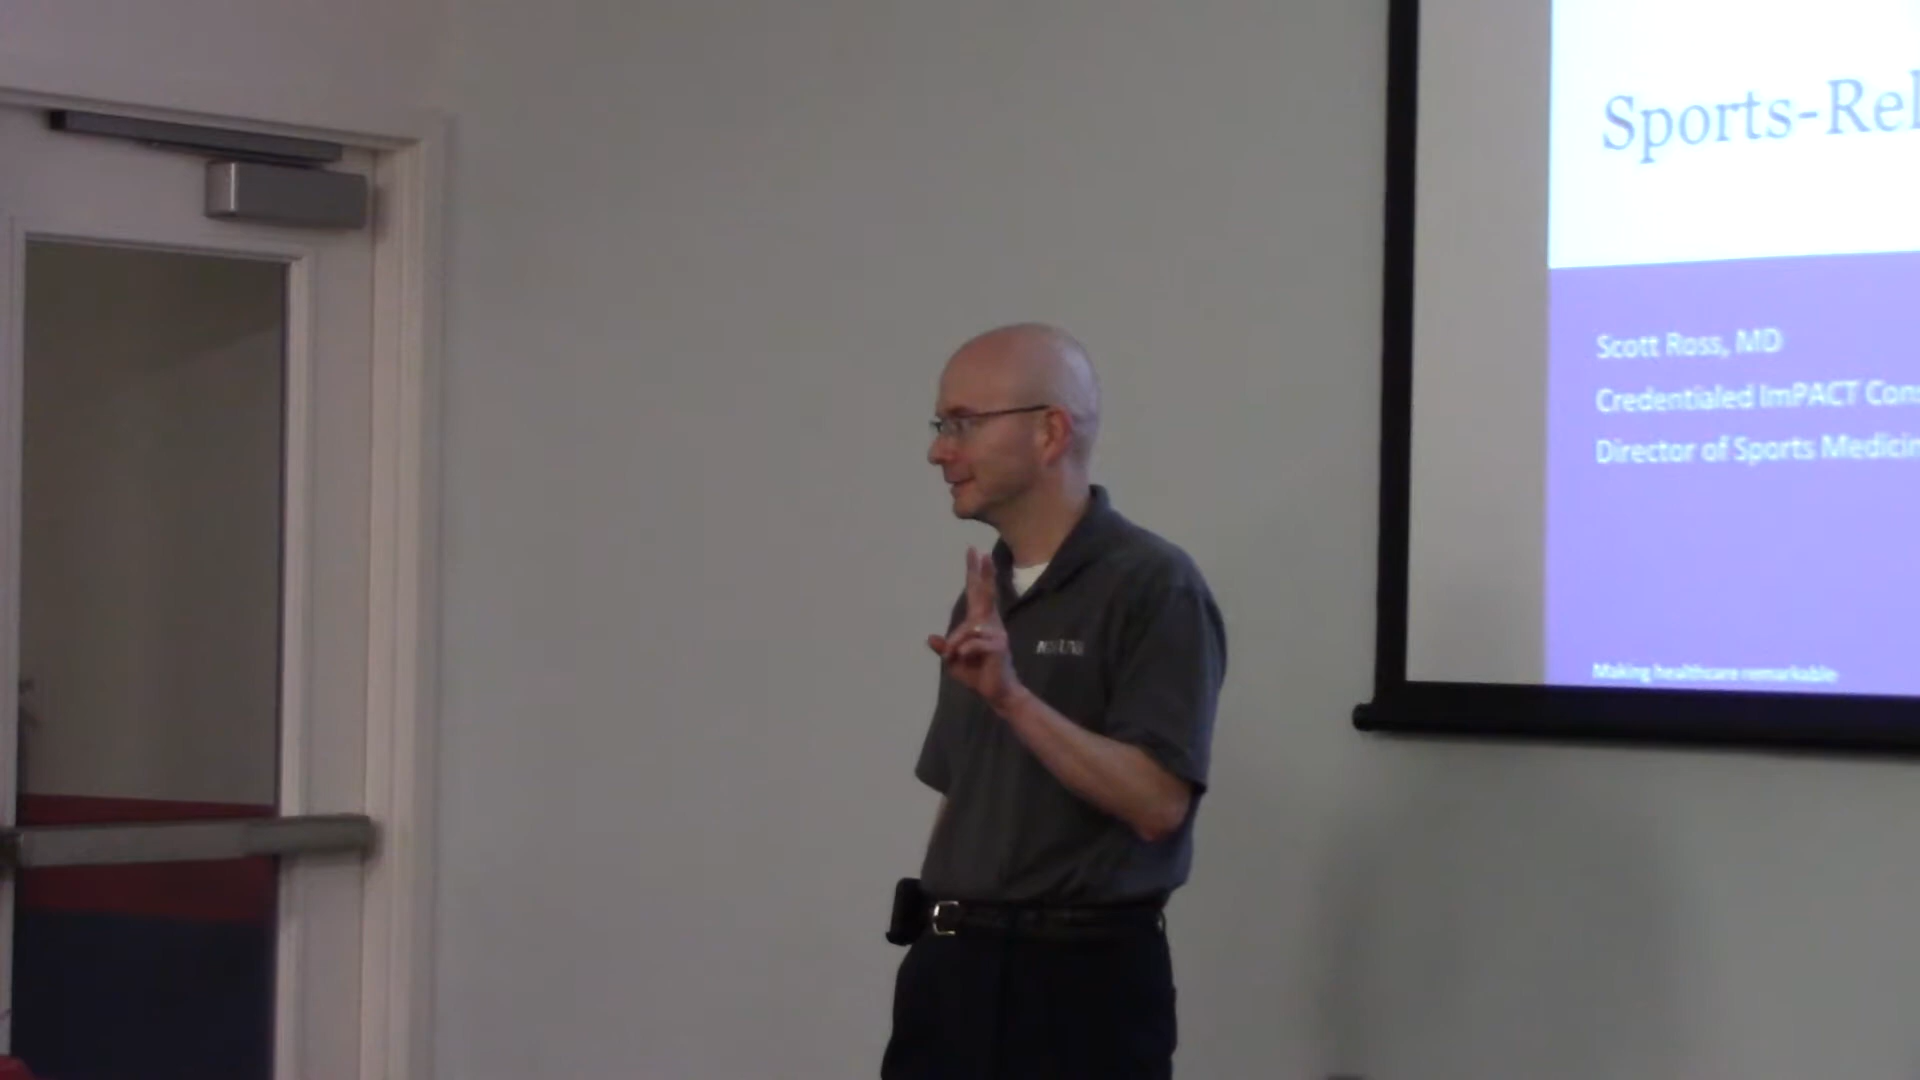 Sports-Rel
Scott Ross, MD
Credentialed ImPACT Cons
Director of Sports Medicin
Making healthcare remarkable